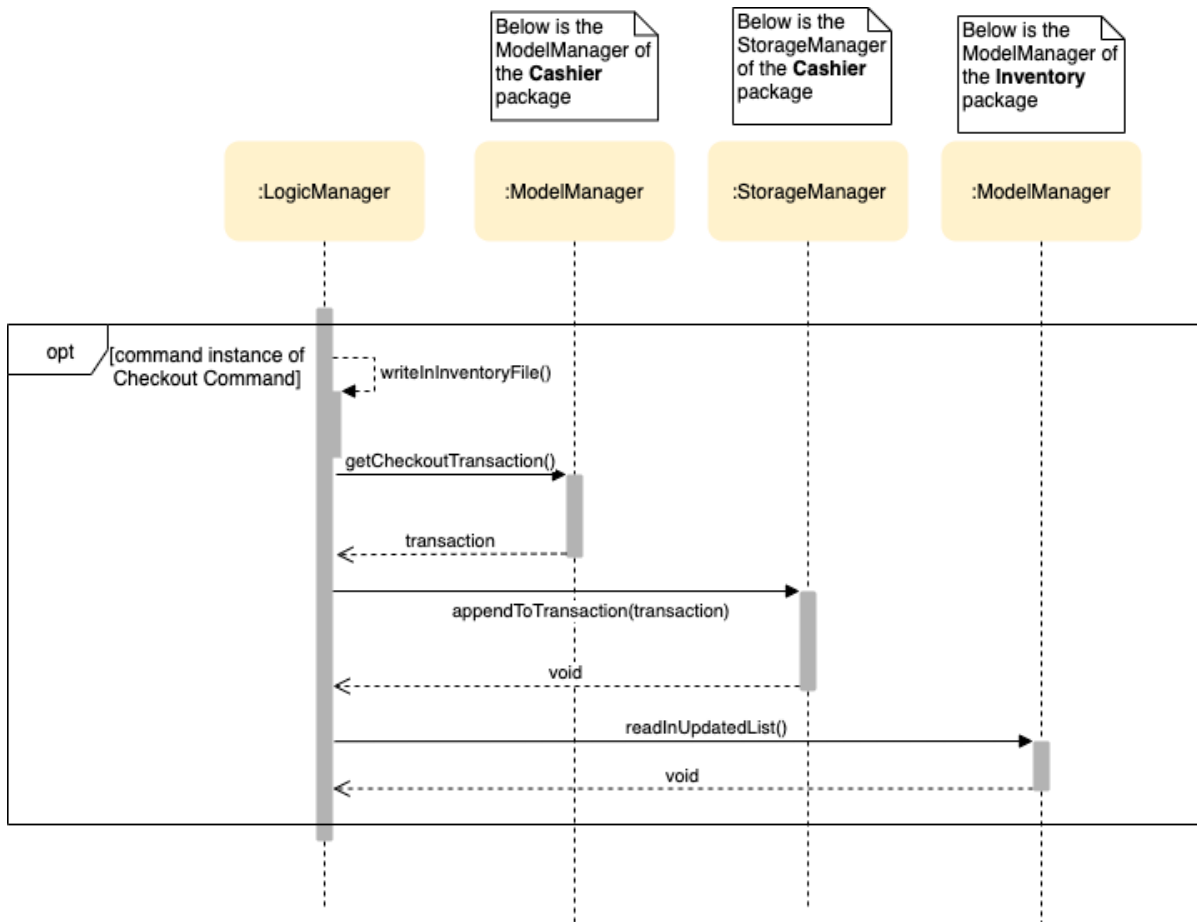 Below is the
ModelManager of
the Cashier
package
Below is the
StorageManager
of the Cashier
package
Below is the
ModelManager of
the Inventory
package
:LogicManager
:ModelManager
:StorageManager
:ModelManager
opt
[command instance of
Checkout Command]
writeInInventoryFile()
getCheckoutTransaction()
transaction
appendToTransaction(transaction)
void
readInUpdatedList()
void